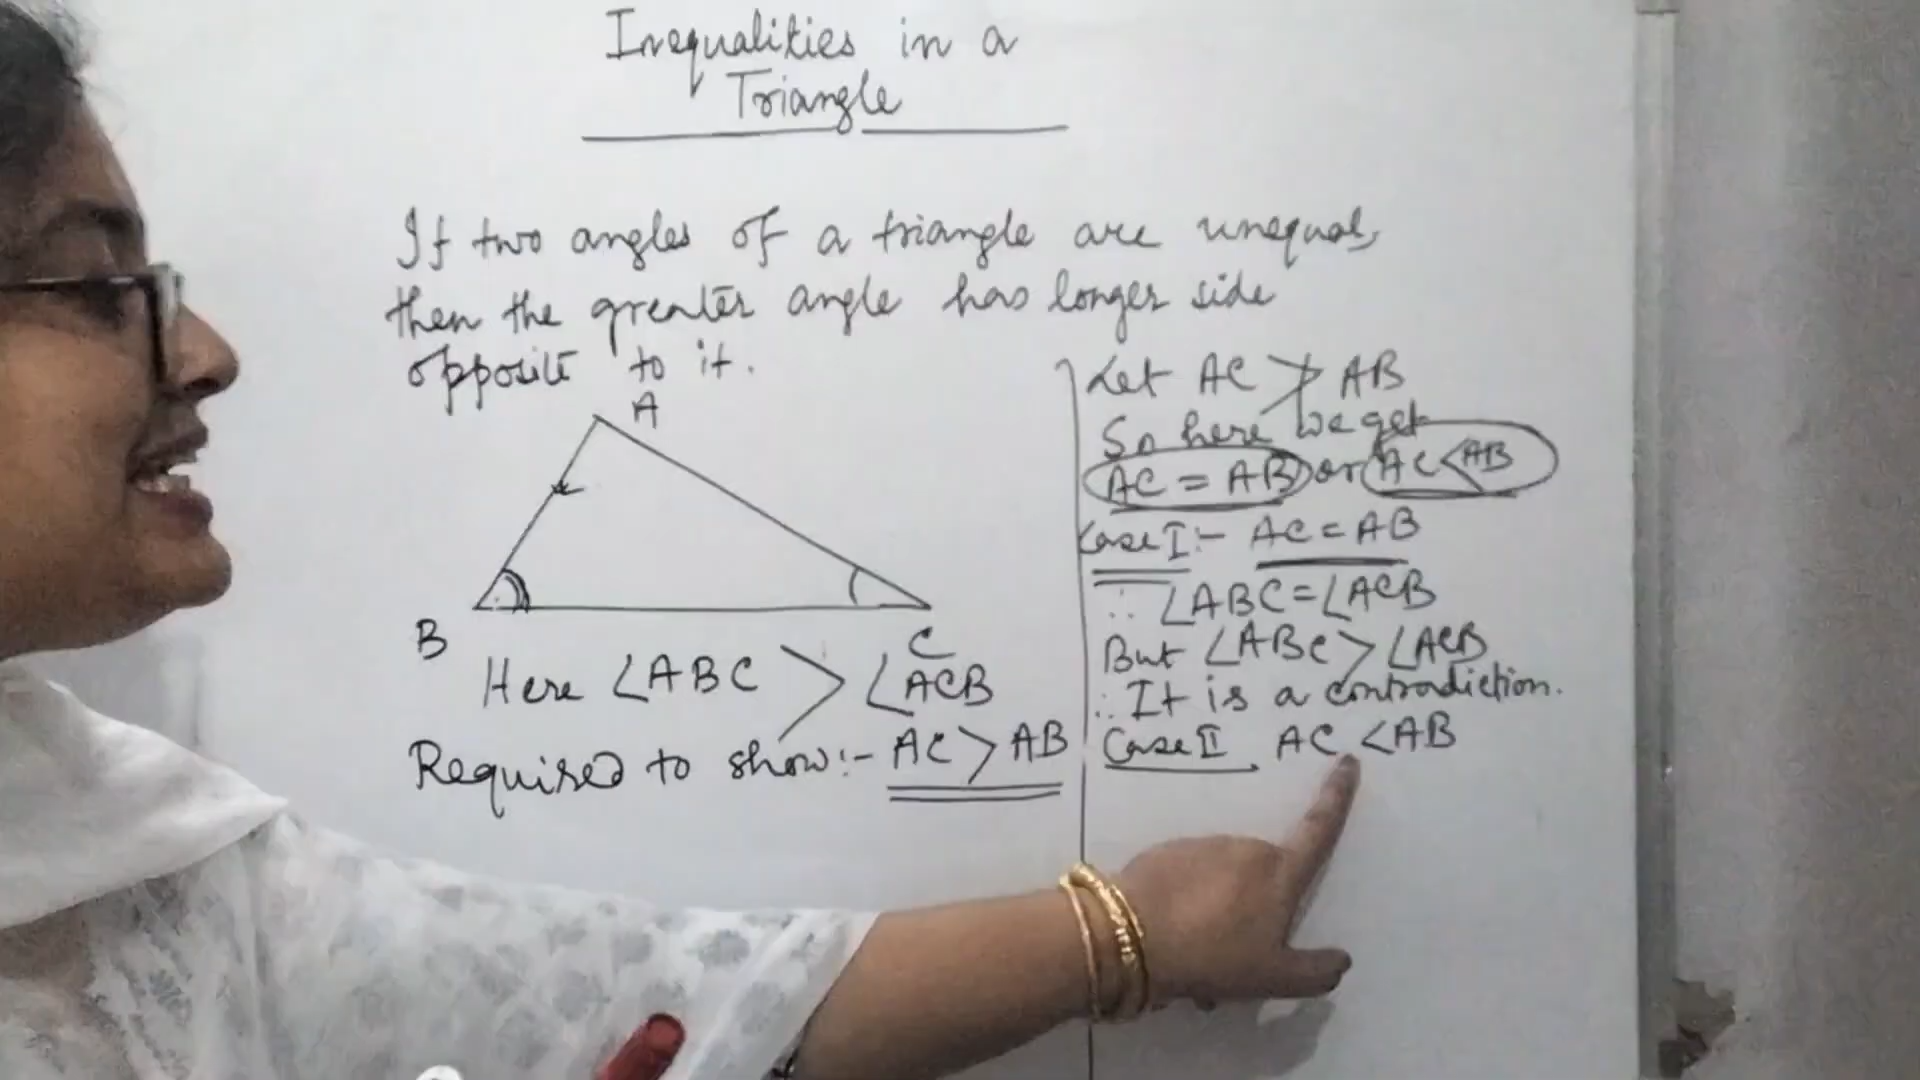 Inequalities in a
Triangle
If two angles of a triangle are unequal,
then the greater angle has longer side
opposite to it.
A
B
C
Here ∠ABC > ∠ACB
Required to show:- AC > AB
Let AC ≯ AB
So here we get
AC = AB or AC < AB
Case I:- AC = AB
∴ ∠ABC = ∠ACB
But ∠ABC > ∠ACB
∴ It is a contradiction.
Case II AC < AB